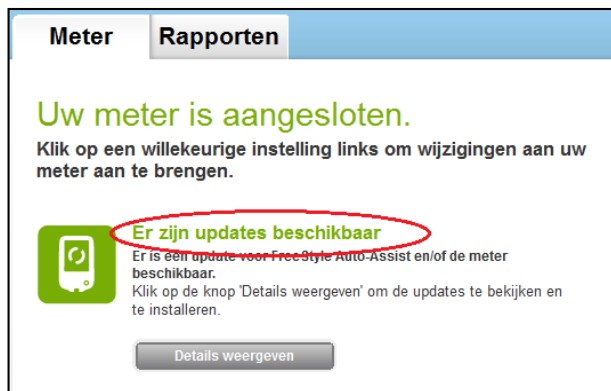 Meter Rapporten
Uw meter is aangesloten.
Klik op een willekeurige instelling links om wijzigingen aan uw
meter aan te brengen.
Er zijn updates beschikbaar
Er is een update voor FreeStyle Auto-Assist en/of de meter
beschikbaar.
Klik op de knop 'Details weergeven' om de updates te bekijken en
te installeren.
Details weergeven